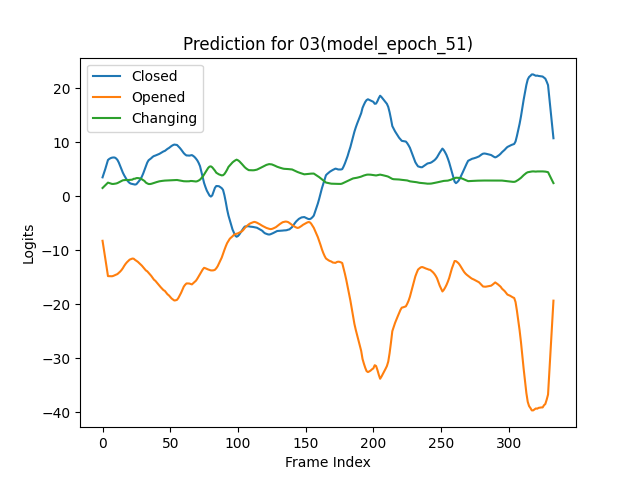 Prediction for 03(model_epoch_51)
Closed
Opened
Changing
20
10
0
−10
−20
−30
−40
Logits
0
50
100
150
200
250
300
Frame Index